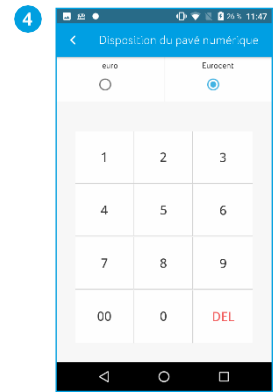 4
26 % 11:47
Disposition du pavé numérique
euro Eurocent
1 2 3
4 5 6
7 8 9
00 0 DEL